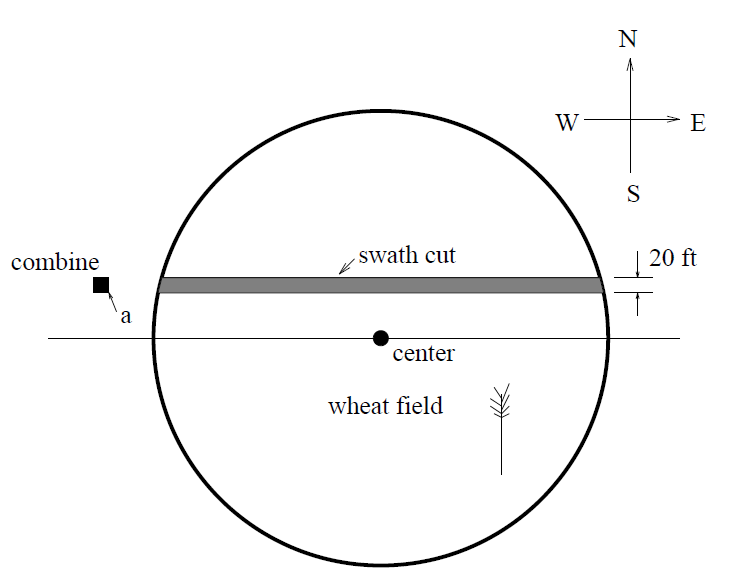 N
W
E
S
combine
swath cut
20 ft
a
center
wheat field